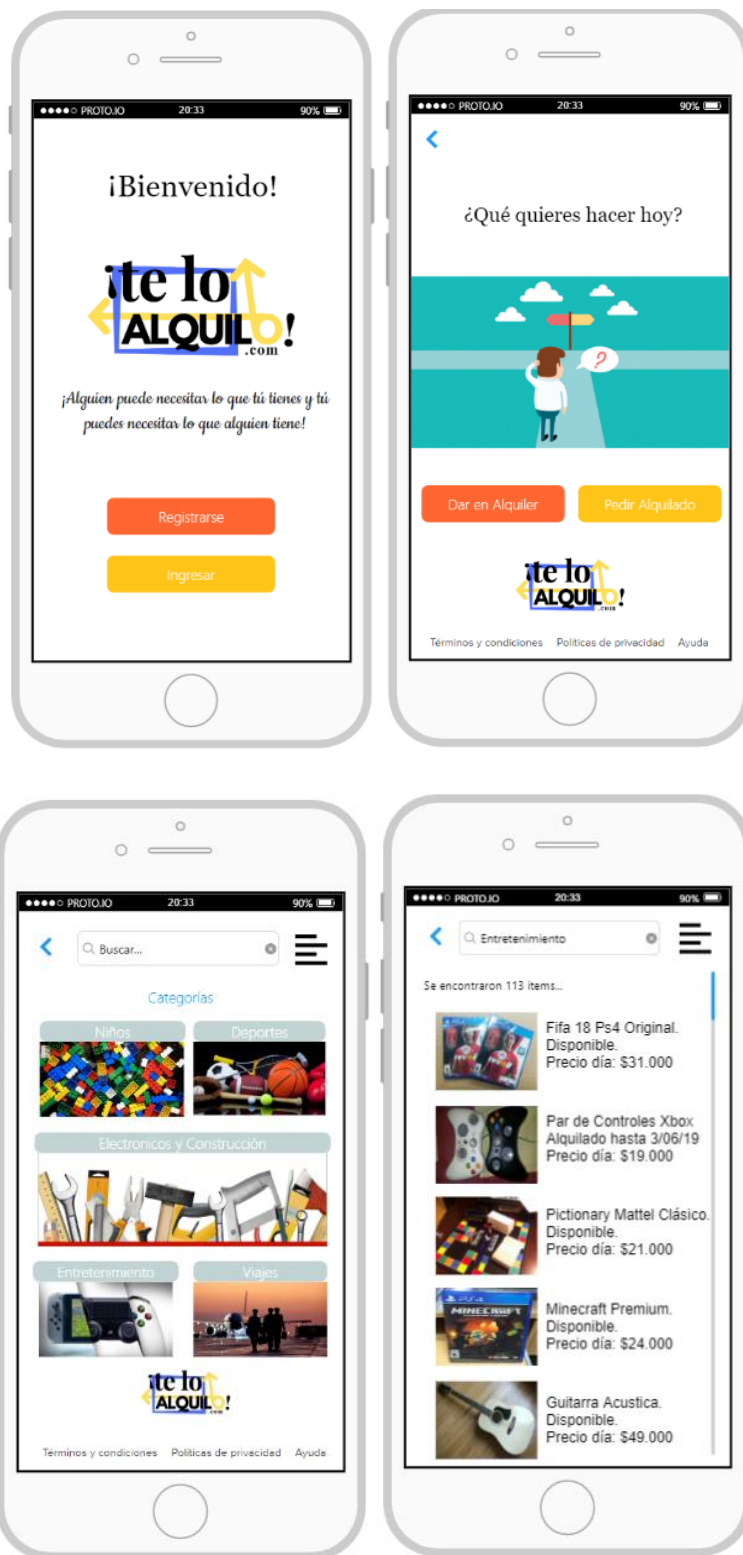 PROTO.IO 20:33 90%
¡Bienvenido!
¡te lo
ALQUILO!
.com
¡Alguien puede necesitar lo que tú tienes y tú
puedes necesitar lo que alguien tiene!
Registrarse
Ingresar
PROTO.IO 20:33 90%
¿Qué quieres hacer hoy?
?
Dar en Alquiler
Pedir Alquilado
¡te lo
ALQUILO!
.com
Términos y condiciones Políticas de privacidad Ayuda
PROTO.IO 20:33 90%
Buscar...
Categorías
Niños
Deportes
Electronicos y Construcción
Entretenimiento
Viajes
¡te lo
ALQUILO!
.com
Términos y condiciones Políticas de privacidad Ayuda
PROTO.IO 20:33 90%
Entretenimiento
Se encontraron 113 items...
Fifa 18 Ps4 Original.
Disponible.
Precio día: $31.000
Par de Controles Xbox
Alquilado hasta 3/06/19
Precio día: $19.000
Pictionary Mattel Clásico.
Disponible.
Precio día: $21.000
PS4
MINECRAFT
Minecraft Premium.
Disponible.
Precio día: $24.000
Guitarra Acustica.
Disponible.
Precio día: $49.000